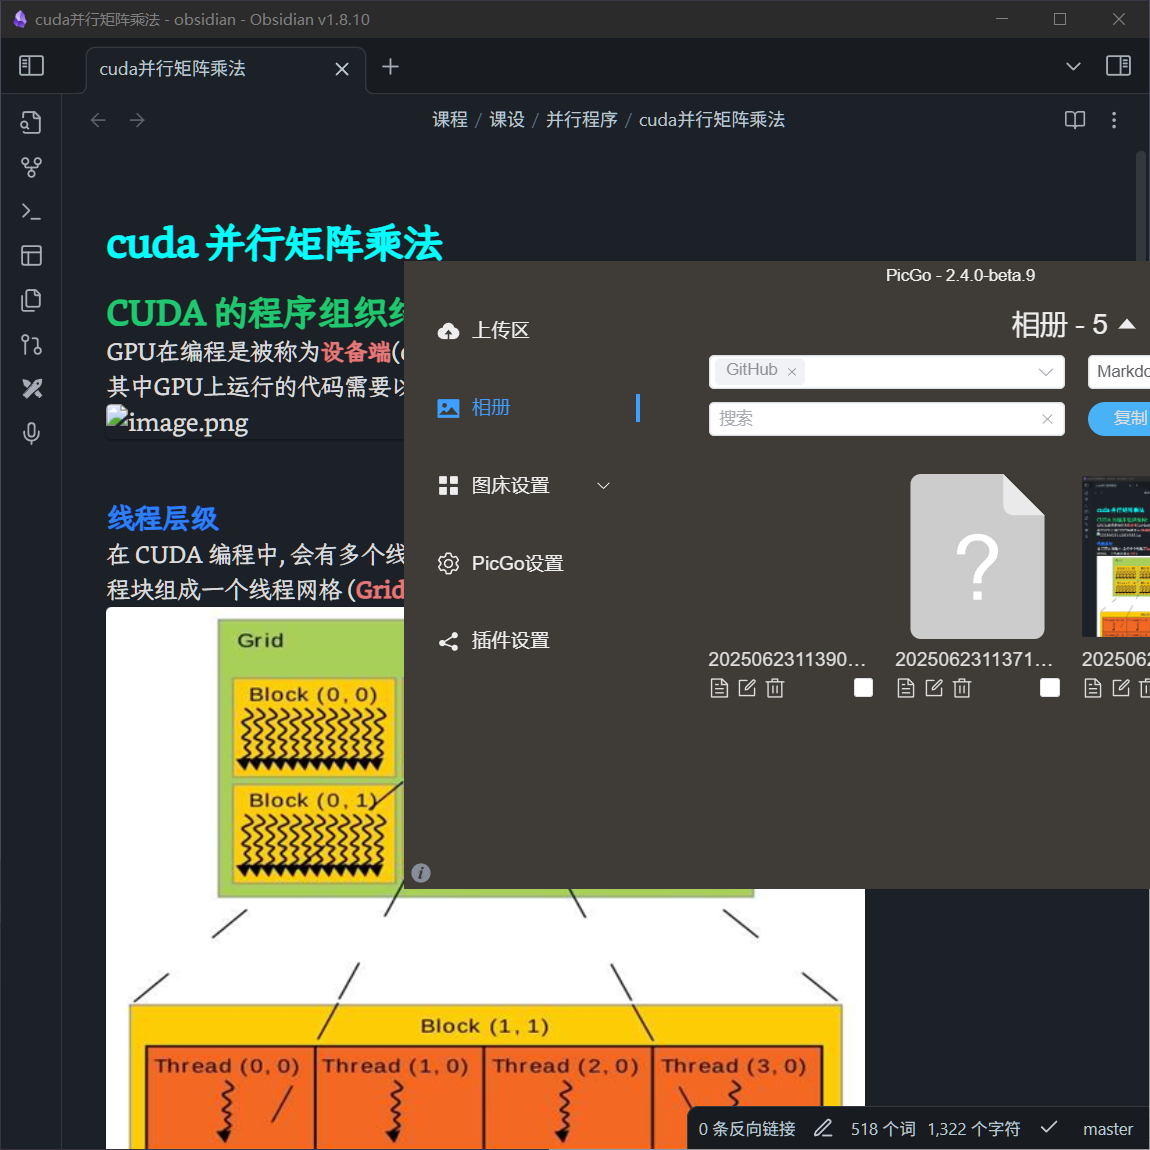 cuda并行矩阵乘法 - obsidian - Obsidian v1.8.10
cuda并行矩阵乘法
课程 / 课设 / 并行程序 / cuda并行矩阵乘法
cuda 并行矩阵乘法
CUDA 的程序组织
GPU在编程是被称为设备端(
其中GPU上运行的代码需要以
image.png
线程层级
在 CUDA 编程中, 会有多个线
程块组成一个线程网格 (Grid
Grid
Block (0, 0)
Block (0, 1)
Block (1, 1)
Thread (0, 0) Thread (1, 0) Thread (2, 0) Thread (3, 0)
PicGo - 2.4.0-beta.9
上传区
相册
图床设置
PicGo设置
插件设置
相册 - 5
GitHub
Markdo
搜索
复制
2025062311390...
2025062311371...
202506
0 条反向链接 518 个词 1,322 个字符 master